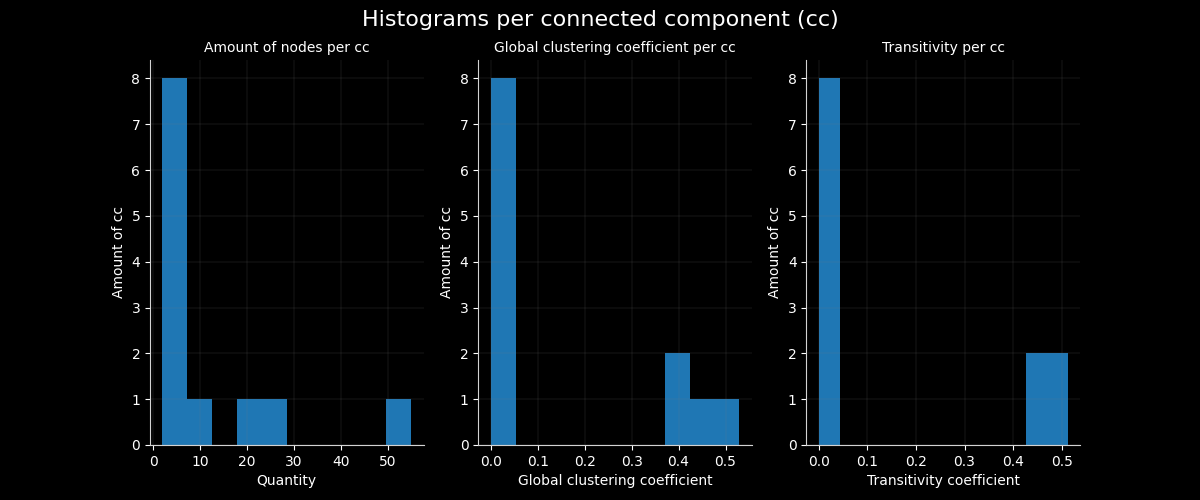 Histograms per connected component (cc)
Amount of nodes per cc
Global clustering coefficient per cc
Transitivity per cc
8
7
6
5
4
3
2
1
0
Amount of cc
0 10 20 30 40 50
Quantity
8
7
6
5
4
3
2
1
0
Amount of cc
0.0 0.1 0.2 0.3 0.4 0.5
Global clustering coefficient
8
7
6
5
4
3
2
1
0
Amount of cc
0.0 0.1 0.2 0.3 0.4 0.5
Transitivity coefficient